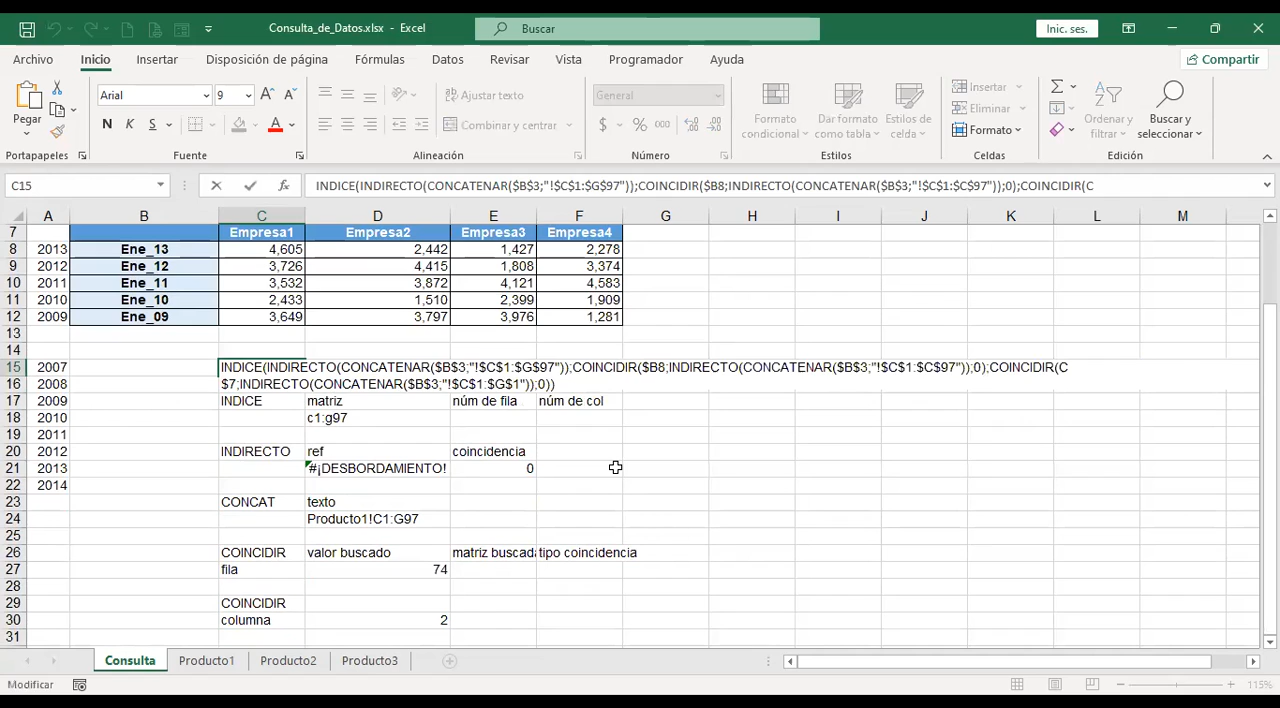 Consulta_de_Datos.xlsx - Excel
Buscar
Inic. ses.
Archivo Inicio Insertar Disposición de página Fórmulas Datos Revisar Vista Programador Ayuda
Compartir
Pegar
Arial 9
N K S
Ajustar texto
Combinar y centrar
General
$ % 000
Formato condicional
Dar formato como tabla
Estilos de celda
Insertar
Eliminar
Formato
Ordenar y filtrar
Buscar y seleccionar
Portapapeles Fuente Alineación Número Estilos Celdas Edición
C15 INDICE(INDIRECTO(CONCATENAR($B$3;"!$C$1:$G$97"));COINCIDIR($B8;INDIRECTO(CONCATENAR($B$3;"!$C$1:$C$97"));0);COINCIDIR(C
A B C D E F G H I J K L M
7 Empresa1 Empresa2 Empresa3 Empresa4
8 2013 Ene_13 4,605 2,442 1,427 2,278
9 2012 Ene_12 3,726 4,415 1,808 3,374
10 2011 Ene_11 3,532 3,872 4,121 4,583
11 2010 Ene_10 2,433 1,510 2,399 1,909
12 2009 Ene_09 3,649 3,797 3,976 1,281
13
14
15 2007 INDICE(INDIRECTO(CONCATENAR($B$3;"!$C$1:$G$97"));COINCIDIR($B8;INDIRECTO(CONCATENAR($B$3;"!$C$1:$C$97"));0);COINCIDIR(C
16 2008 $7;INDIRECTO(CONCATENAR($B$3;"!$C$1:$G$1"));0))
17 2009 INDICE matriz núm de fila núm de col
18 2010 c1:g97
19 2011
20 2012 INDIRECTO ref coincidencia
21 2013 #¡DESBORDAMIENTO! 0
22 2014
23 CONCAT texto
24 Producto1!C1:G97
25
26 COINCIDIR valor buscado matriz buscada tipo coincidencia
27 fila 74
28
29 COINCIDIR
30 columna 2
31
Consulta Producto1 Producto2 Producto3
Modificar
115%